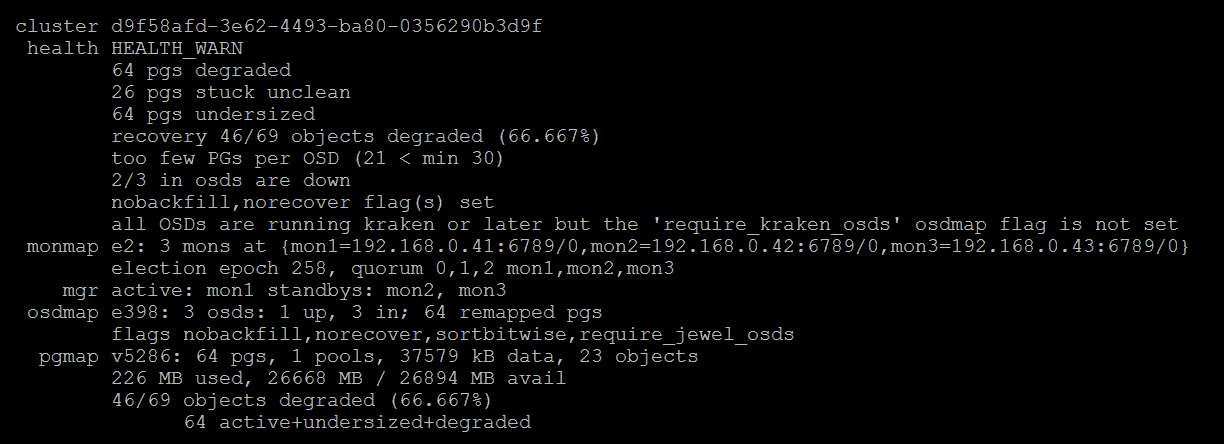 cluster d9f58afd-3e62-4493-ba80-0356290b3d9f
health HEALTH_WARN
64 pgs degraded
26 pgs stuck unclean
64 pgs undersized
recovery 46/69 objects degraded (66.667%)
too few PGs per OSD (21 < min 30)
2/3 in osds are down
nobackfill,norecover flag(s) set
all OSDs are running kraken or later but the 'require_kraken_osds' osdmap flag is not set
monmap e2: 3 mons at {mon1=192.168.0.41:6789/0,mon2=192.168.0.42:6789/0,mon3=192.168.0.43:6789/0}
election epoch 258, quorum 0,1,2 mon1,mon2,mon3
mgr active: mon1 standbys: mon2, mon3
osdmap e398: 3 osds: 1 up, 3 in; 64 remapped pgs
flags nobackfill,norecover,sortbitwise,require_jewel_osds
pgmap v5286: 64 pgs, 1 pools, 37579 kB data, 23 objects
226 MB used, 26668 MB / 26894 MB avail
46/69 objects degraded (66.667%)
64 active+undersized+degraded